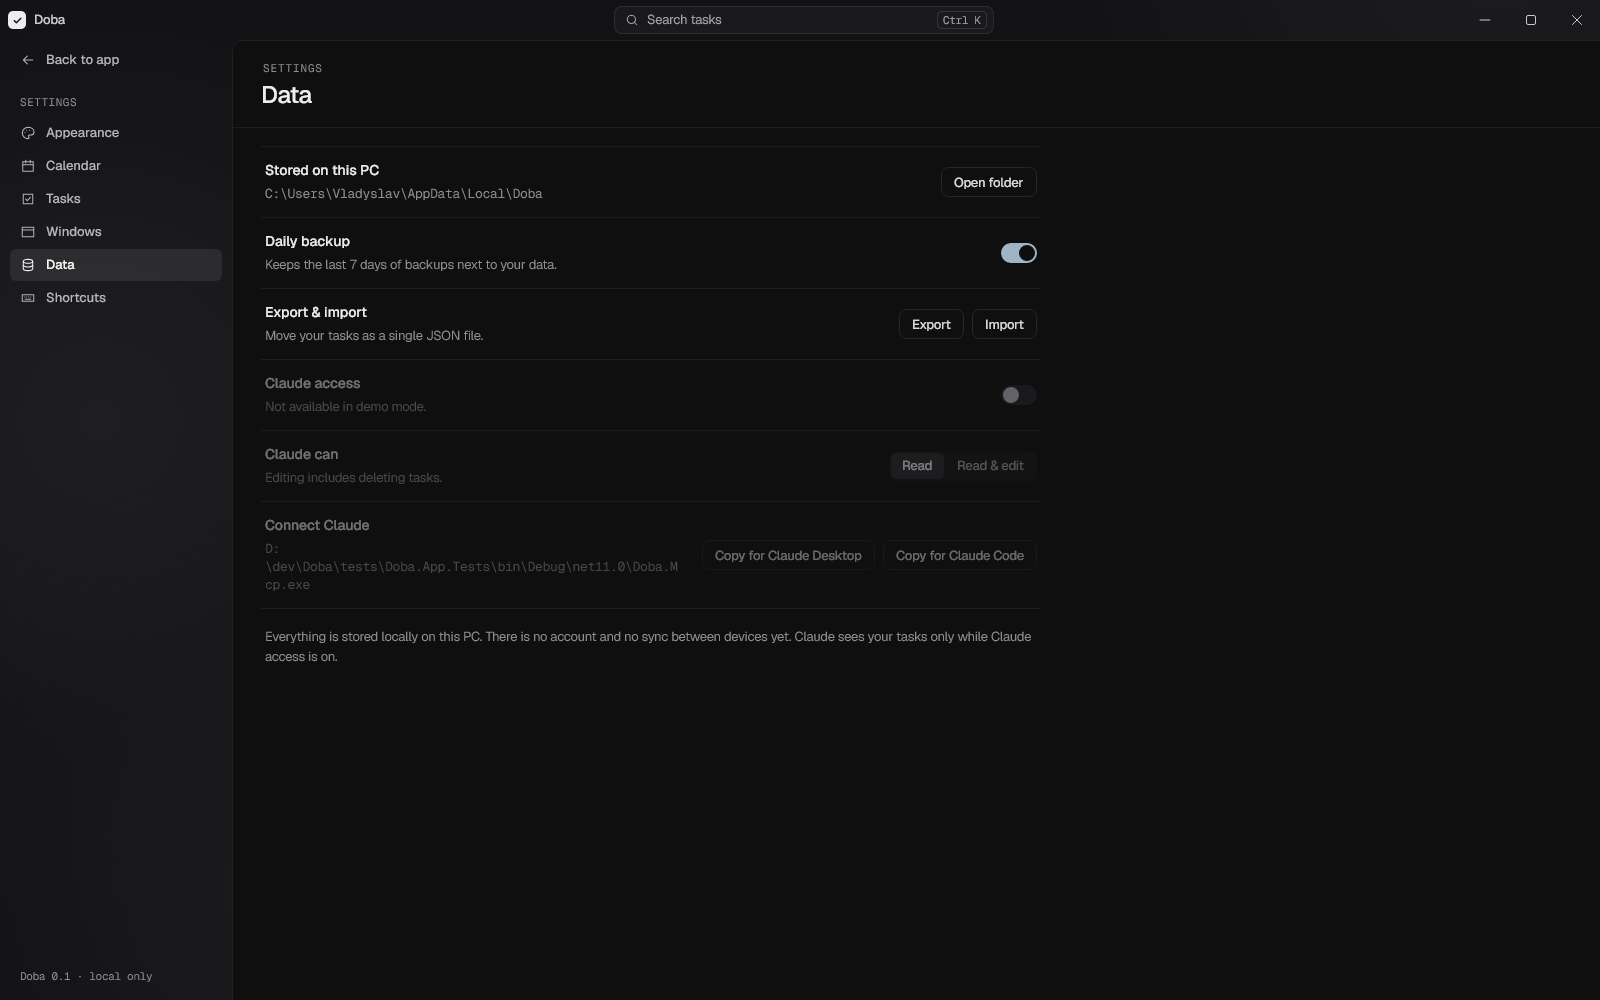 Doba
Search tasks
Ctrl K
Back to app
SETTINGS
Appearance
Calendar
Tasks
Windows
Data
Shortcuts
Doba 0.1 · local only
SETTINGS
Data
Stored on this PC
C:\Users\Vladyslav\AppData\Local\Doba
Open folder
Daily backup
Keeps the last 7 days of backups next to your data.
Export & import
Move your tasks as a single JSON file.
Export
Import
Claude access
Not available in demo mode.
Claude can
Editing includes deleting tasks.
Read
Read & edit
Connect Claude
D:
\dev\Doba\tests\Doba.App.Tests\bin\Debug\net11.0\Doba.M
cp.exe
Copy for Claude Desktop
Copy for Claude Code
Everything is stored locally on this PC. There is no account and no sync between devices yet. Claude sees your tasks only while Claude
access is on.